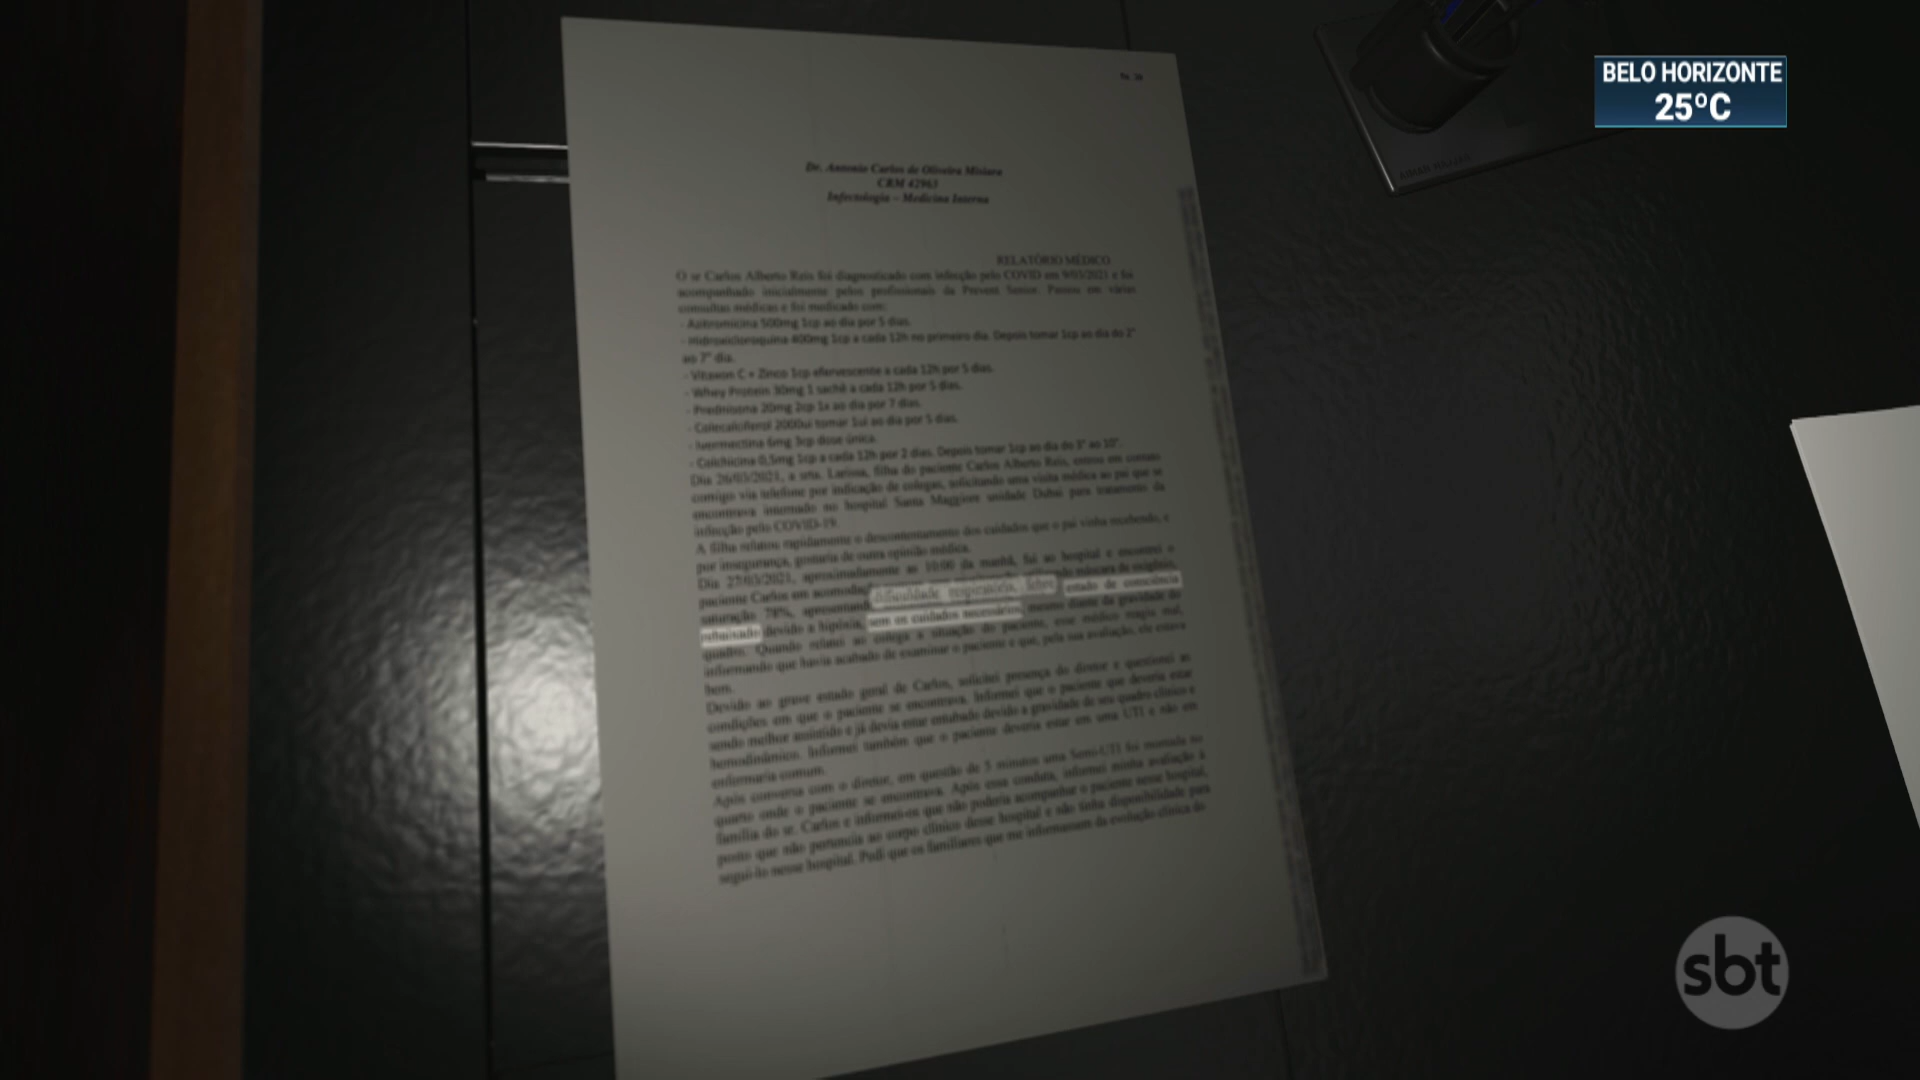 BELO HORIZONTE
25ºC
fls. 34
Dr. Antonio Carlos de Oliveira Misiara
CRM 42963
Infectologia – Medicina Interna
RELATÓRIO MÉDICO
O sr Carlos Alberto Reis foi diagnosticado com infecção pelo COVID em 9/03/2021 e foi
acompanhado inicialmente pelos profissionais da Prevent Senior. Passou em várias
consultas médicas e foi medicado com:
- Azitromicina 500mg 1cp ao dia por 5 dias.
- Hidroxicloroquina 400mg 1cp a cada 12h no primeiro dia. Depois tomar 1cp ao dia do 2°
ao 7° dia.
- Vitaxon C + Zinco 1cp efervescente a cada 12h por 5 dias.
- Whey Protein 30mg 1 sachê a cada 12h por 5 dias.
- Prednisona 20mg 2cp 1x ao dia por 7 dias.
- Colecalciferol 2000ui tomar 1ui ao dia por 5 dias.
- Ivermectina 6mg 3cp dose única.
- Colchicina 0,5mg 1cp a cada 12h por 2 dias. Depois tomar 1cp ao dia do 3° ao 10°.
Dia 26/03/2021, a srta. Larissa, filha do paciente Carlos Alberto Reis, entrou em contato
comigo via telefone por indicação de colegas, solicitando uma visita médica ao pai que se
encontrava internado no hospital Santa Maggiore unidade Dubai para tratamento da
infecção pelo COVID-19.
A filha relatou rapidamente o descontentamento dos cuidados que o pai vinha recebendo, e
por insegurança, gostaria de outra opinião médica.
Dia 27/03/2021, aproximadamente as 10:00 da manhã, fui ao hospital e encontrei o
paciente Carlos em acomodação máscara de oxigênio,
saturação 78%, apresentando dificuldade respiratória, febre estado de consciência
rebaixado devido a hipóxia, sem os cuidados necessários, mesmo diante da gravidade do
quadro. Quando relatei ao colega a situação do paciente, esse médico reagiu mal,
informando que havia acabado de examinar o paciente e que, pela sua avaliação, ele estava
bem.
Devido ao grave estado geral de Carlos, solicitei presença do diretor e questionei as
condições em que o paciente se encontrava. Informei que o paciente que deveria estar
sendo melhor assistido e já devia estar entubado devido a gravidade de seu quadro clínico e
hemodinâmico. Informei também que o paciente deveria estar em uma UTI e não em
enfermaria comum.
Após conversa com o diretor, em questão de 5 minutos uma Semi-UTI foi montada no
quarto onde o paciente se encontrava. Após essa conduta, informei minha avaliação à
família do sr. Carlos e informei-os que não poderia acompanhar o paciente nesse hospital,
posto que não pertencia ao corpo clínico desse hospital e não tinha disponibilidade para
segui-lo nesse hospital. Pedi que os familiares que me informassem da evolução clínica do
sbt